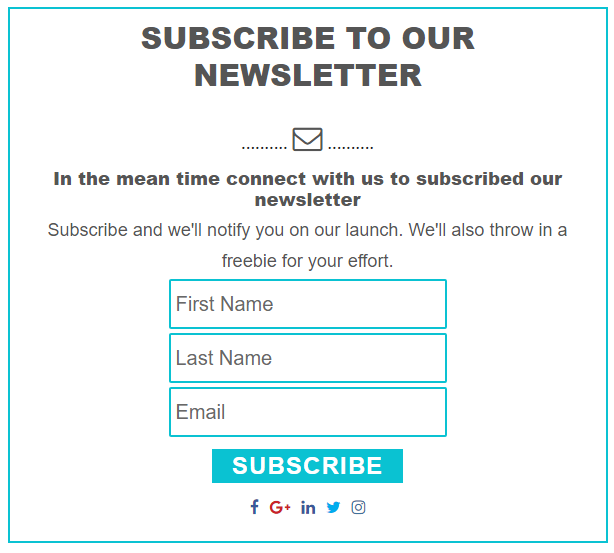 SUBSCRIBE TO OUR
NEWSLETTER
.......... ..........
In the mean time connect with us to subscribed our
newsletter
Subscribe and we'll notify you on our launch. We'll also throw in a
freebie for your effort.
First Name
Last Name
Email
SUBSCRIBE
f G+ in